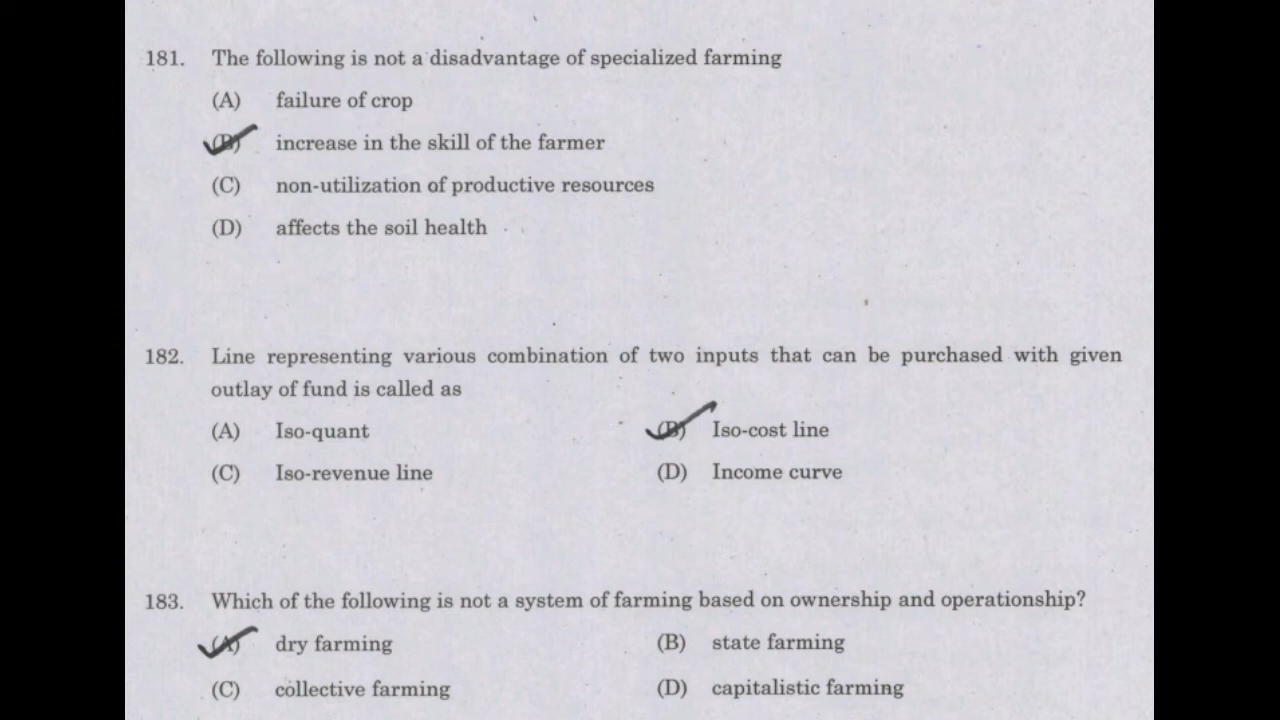 181. The following is not a disadvantage of specialized farming
(A) failure of crop
(B) increase in the skill of the farmer
(C) non-utilization of productive resources
(D) affects the soil health
182. Line representing various combination of two inputs that can be purchased with given
outlay of fund is called as
(A) Iso-quant (B) Iso-cost line
(C) Iso-revenue line (D) Income curve
183. Which of the following is not a system of farming based on ownership and operationship?
(A) dry farming (B) state farming
(C) collective farming (D) capitalistic farming